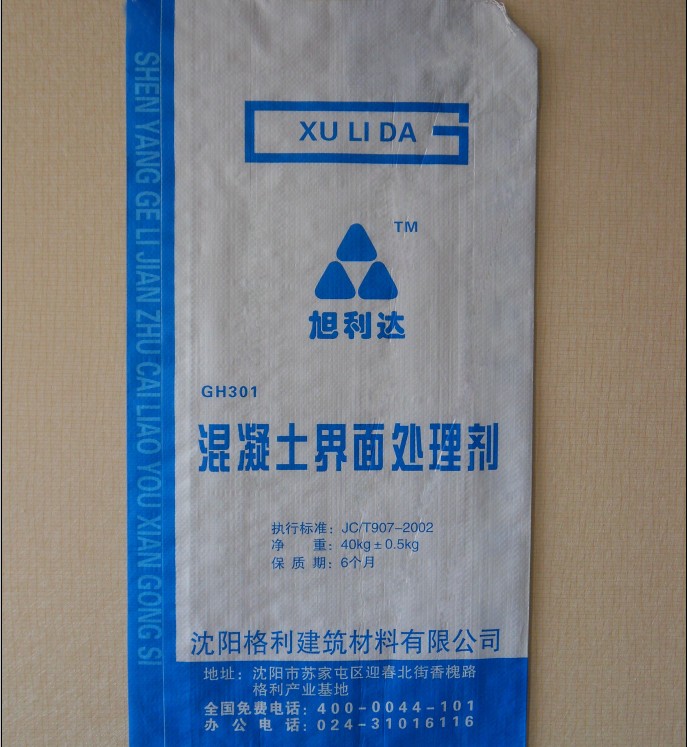 XU LI DA
TM
旭利达
GH301
混凝土界面处理剂
执行标准：JC/T907-2002
净 重：40kg±0.5kg
保 质 期：6个月
沈阳格利建筑材料有限公司
地址：沈阳市苏家屯区迎春北街香槐路
格利产业基地
全国免费电话：400-0044-101
办 公 电 话：024-31016116
SHEN YANG GE LI JIAN ZHU CAI LIAO YOU XIAN GONG SI